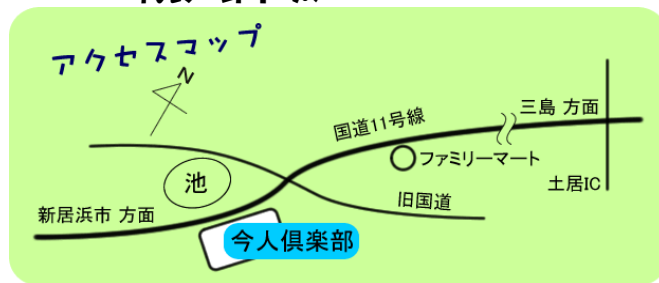 アクセスマップ
N
国道11号線
三島 方面
ファミリーマート
池
土居IC
旧国道
新居浜市 方面
今人倶楽部